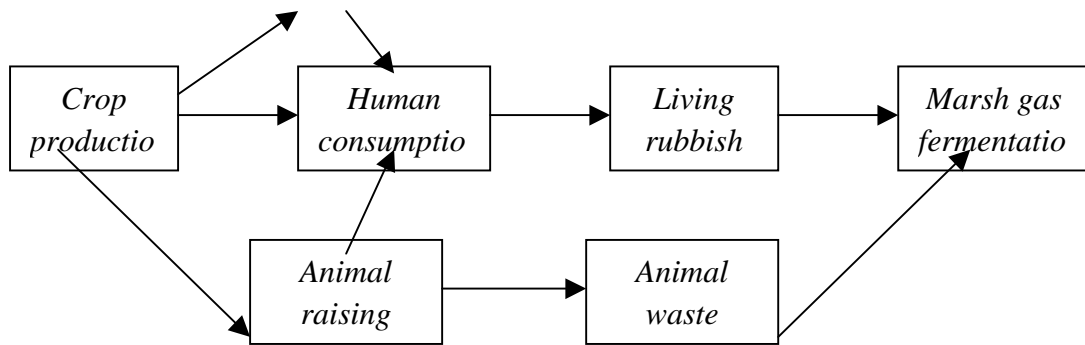 Crop
productio
Human
consumptio
Living
rubbish
Marsh gas
fermentatio
Animal
raising
Animal
waste